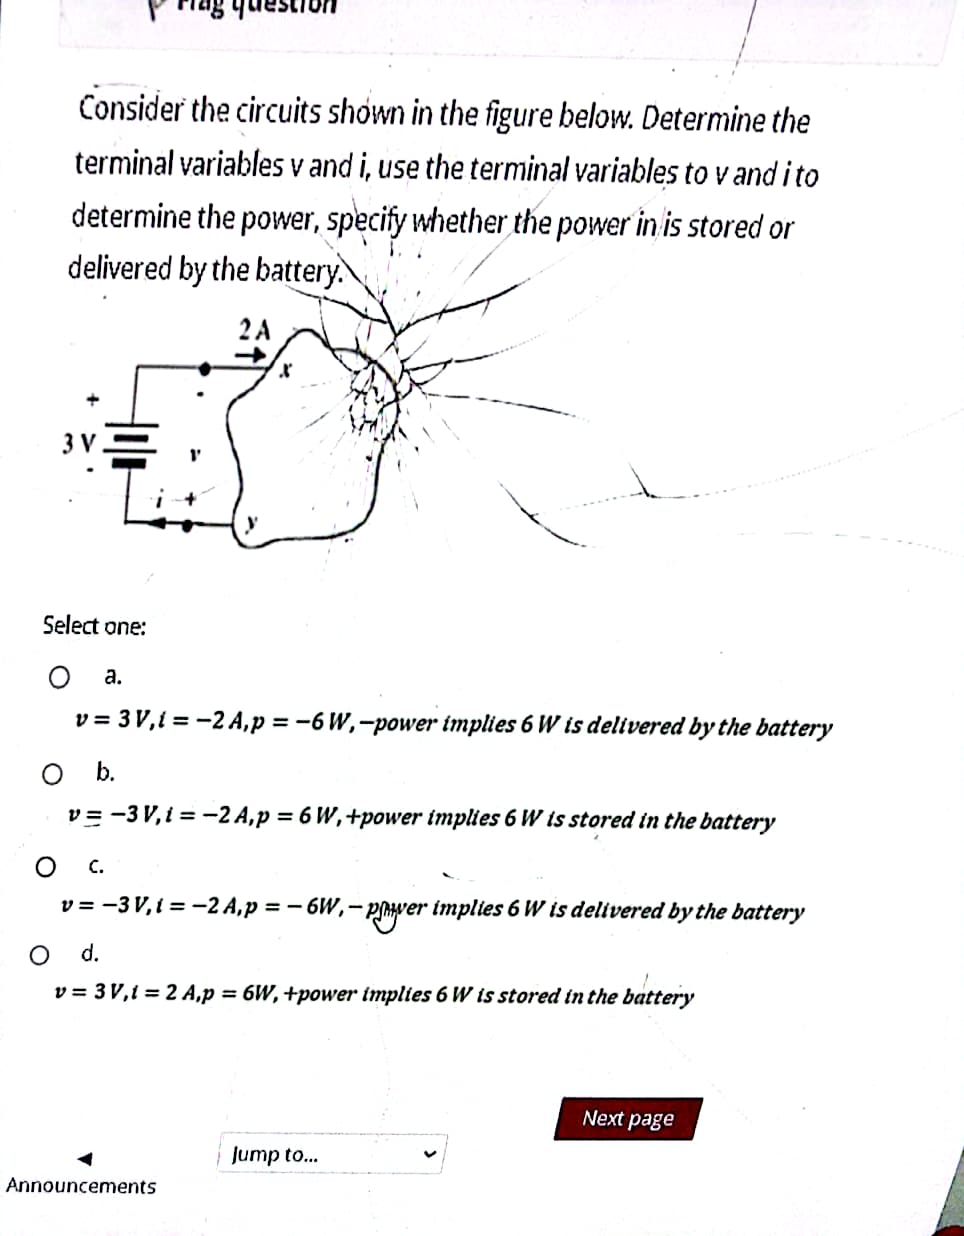 Flag question
Consider the circuits shown in the figure below. Determine the
terminal variables v and i, use the terminal variables to v and i to
determine the power, specify whether the power in is stored or
delivered by the battery.
2 A
x
+
-
3 V
v
-
i +
y
Select one:
a.
v = 3 V, i = −2 A, p = −6 W, −power implies 6 W is delivered by the battery
b.
v = −3 V, i = −2 A, p = 6 W, +power implies 6 W is stored in the battery
c.
v = −3 V, i = −2 A, p = − 6W, − power implies 6 W is delivered by the battery
d.
v = 3 V, i = 2 A, p = 6W, +power implies 6 W is stored in the battery
Next page
◄
Jump to...
Announcements